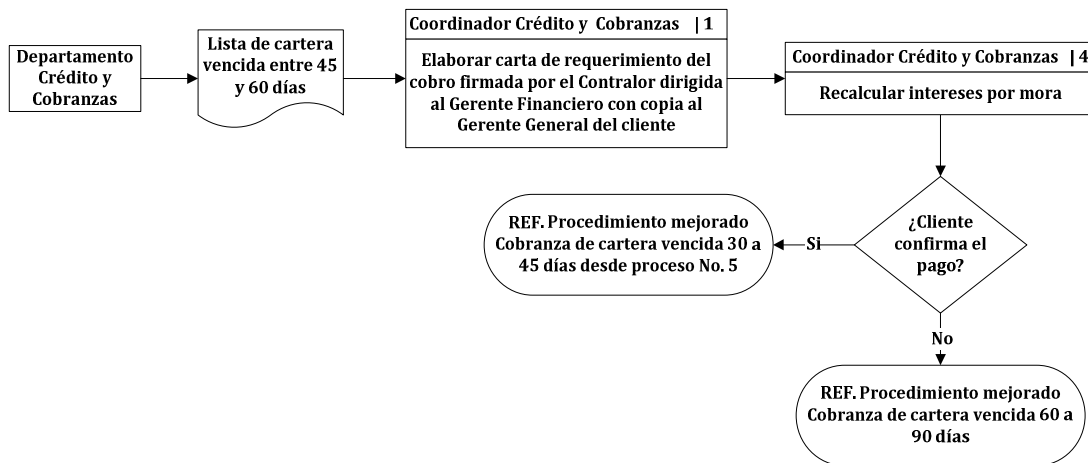 Departamento
Crédito y
Cobranzas
Lista de cartera
vencida entre 45
y 60 días
Coordinador Crédito y Cobranzas |1
Elaborar carta de requerimiento del
cobro firmada por el Contralor dirigida
al Gerente Financiero con copia al
Gerente General del cliente
Coordinador Crédito y Cobranzas |4
Recalcular intereses por mora
¿Cliente
confirma el
pago?
Si
REF. Procedimiento mejorado
Cobranza de cartera vencida 30 a
45 días desde proceso No. 5
No
REF. Procedimiento mejorado
Cobranza de cartera vencida 60 a
90 días